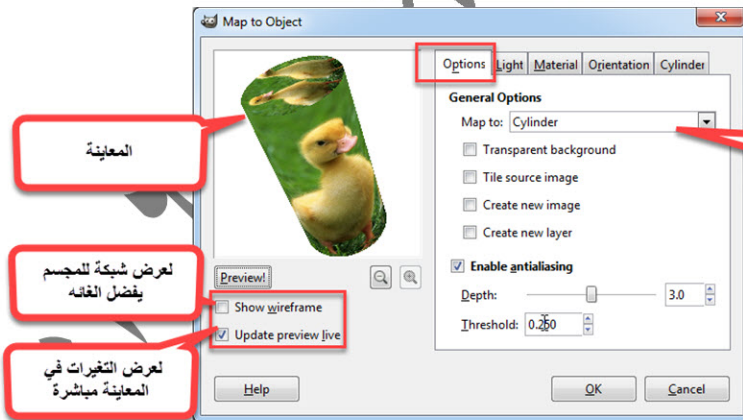 Map to Object
Options Light Material Orientation Cylinder
General Options
Map to: Cylinder
Transparent background
Tile source image
Create new image
Create new layer
Enable antialiasing
Depth: 3.0
Threshold: 0.250
المعاينة
Preview!
لعرض شبكة للمجسم
يفضل الغائه
Show wireframe
Update preview live
لعرض التغيرات في
المعاينة مباشرة
Help
OK
Cancel